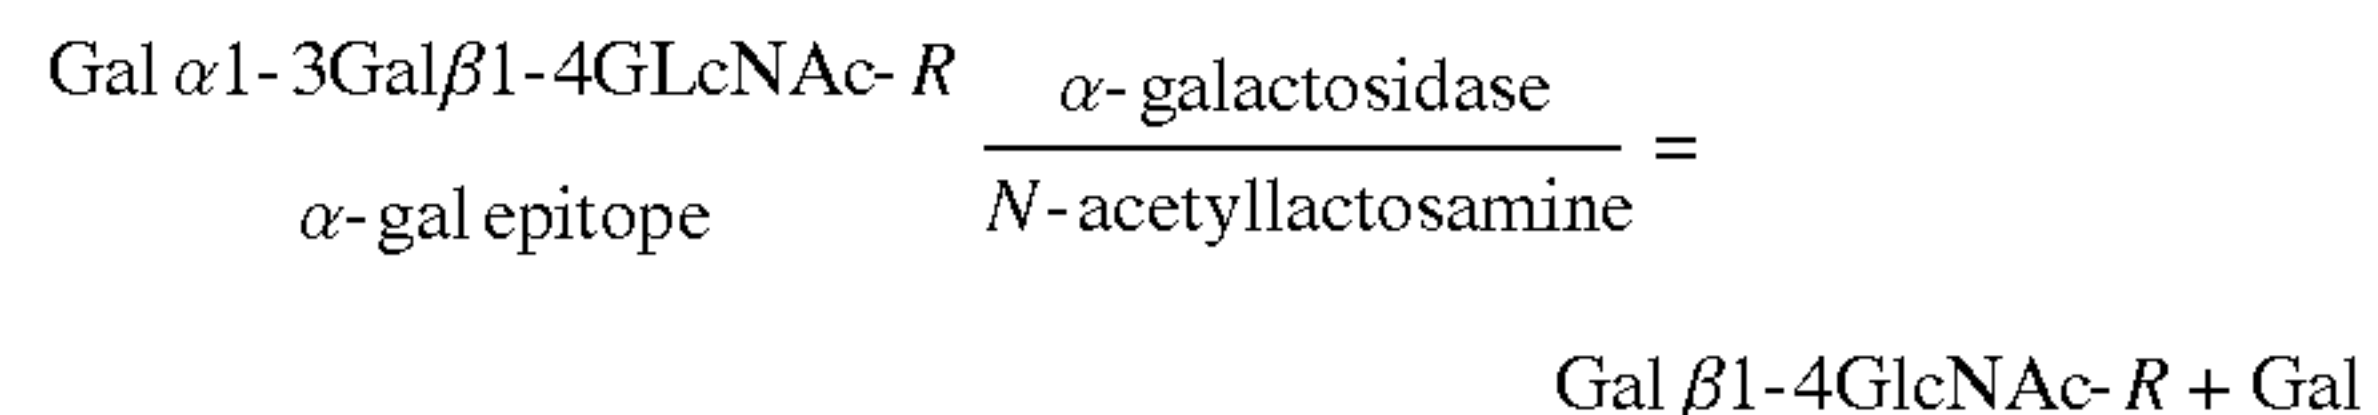 Gal α1-3Galβ1-4GLcNAc-R α-galactosidase =
α-gal epitope N-acetyllactosamine
Gal β1-4GlcNAc-R + Gal